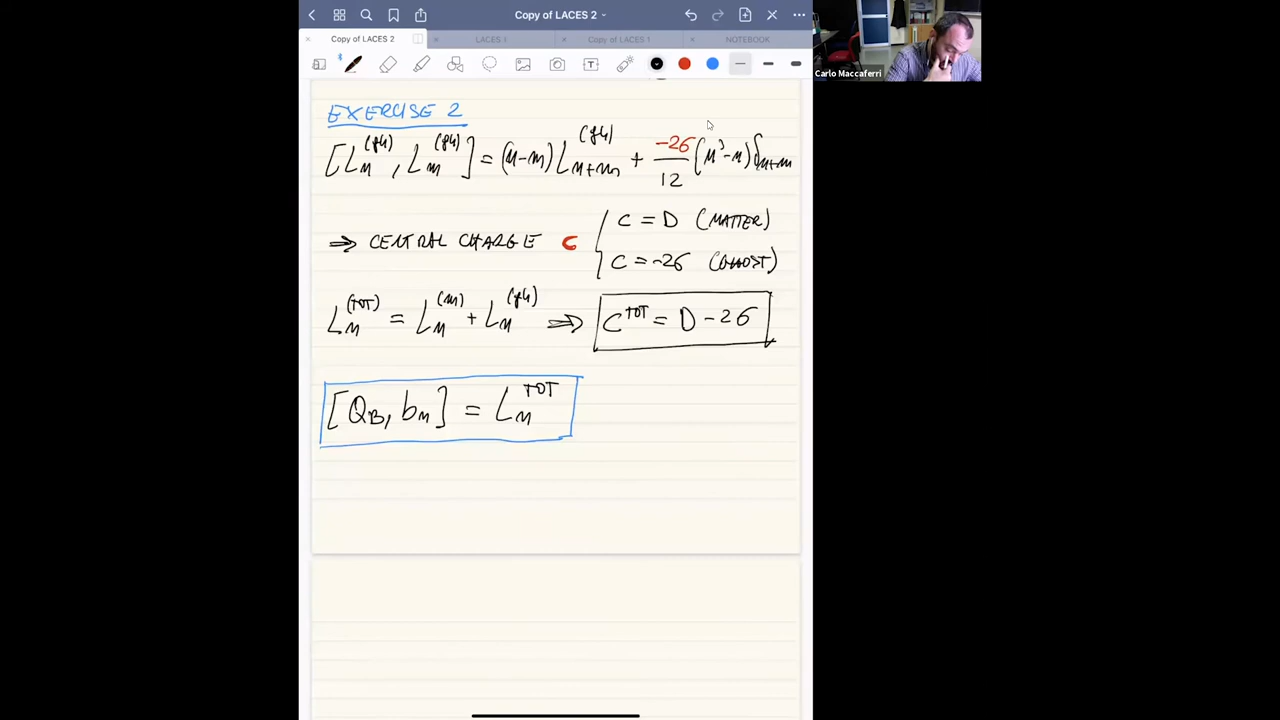 Copy of LACES 2
Copy of LACES 2
LACES II
Copy of LACES 1
NOTEBOOK
Carlo Maccaferri
EXERCISE 2
[L_n^{(gh)}, L_m^{(gh)}] = (n-m) L_{n+m}^{(gh)} + \frac{-26}{12} (n^3-n) δ_{n+m}
⇒ CENTRAL CHARGE C { C = D (MATTER)
C = -26 (GHOST)
L_n^{(TOT)} = L_n^{(m)} + L_n^{(gh)} ⇒ C^{TOT} = D - 26
[Q_B, b_n] = L_n^{TOT}